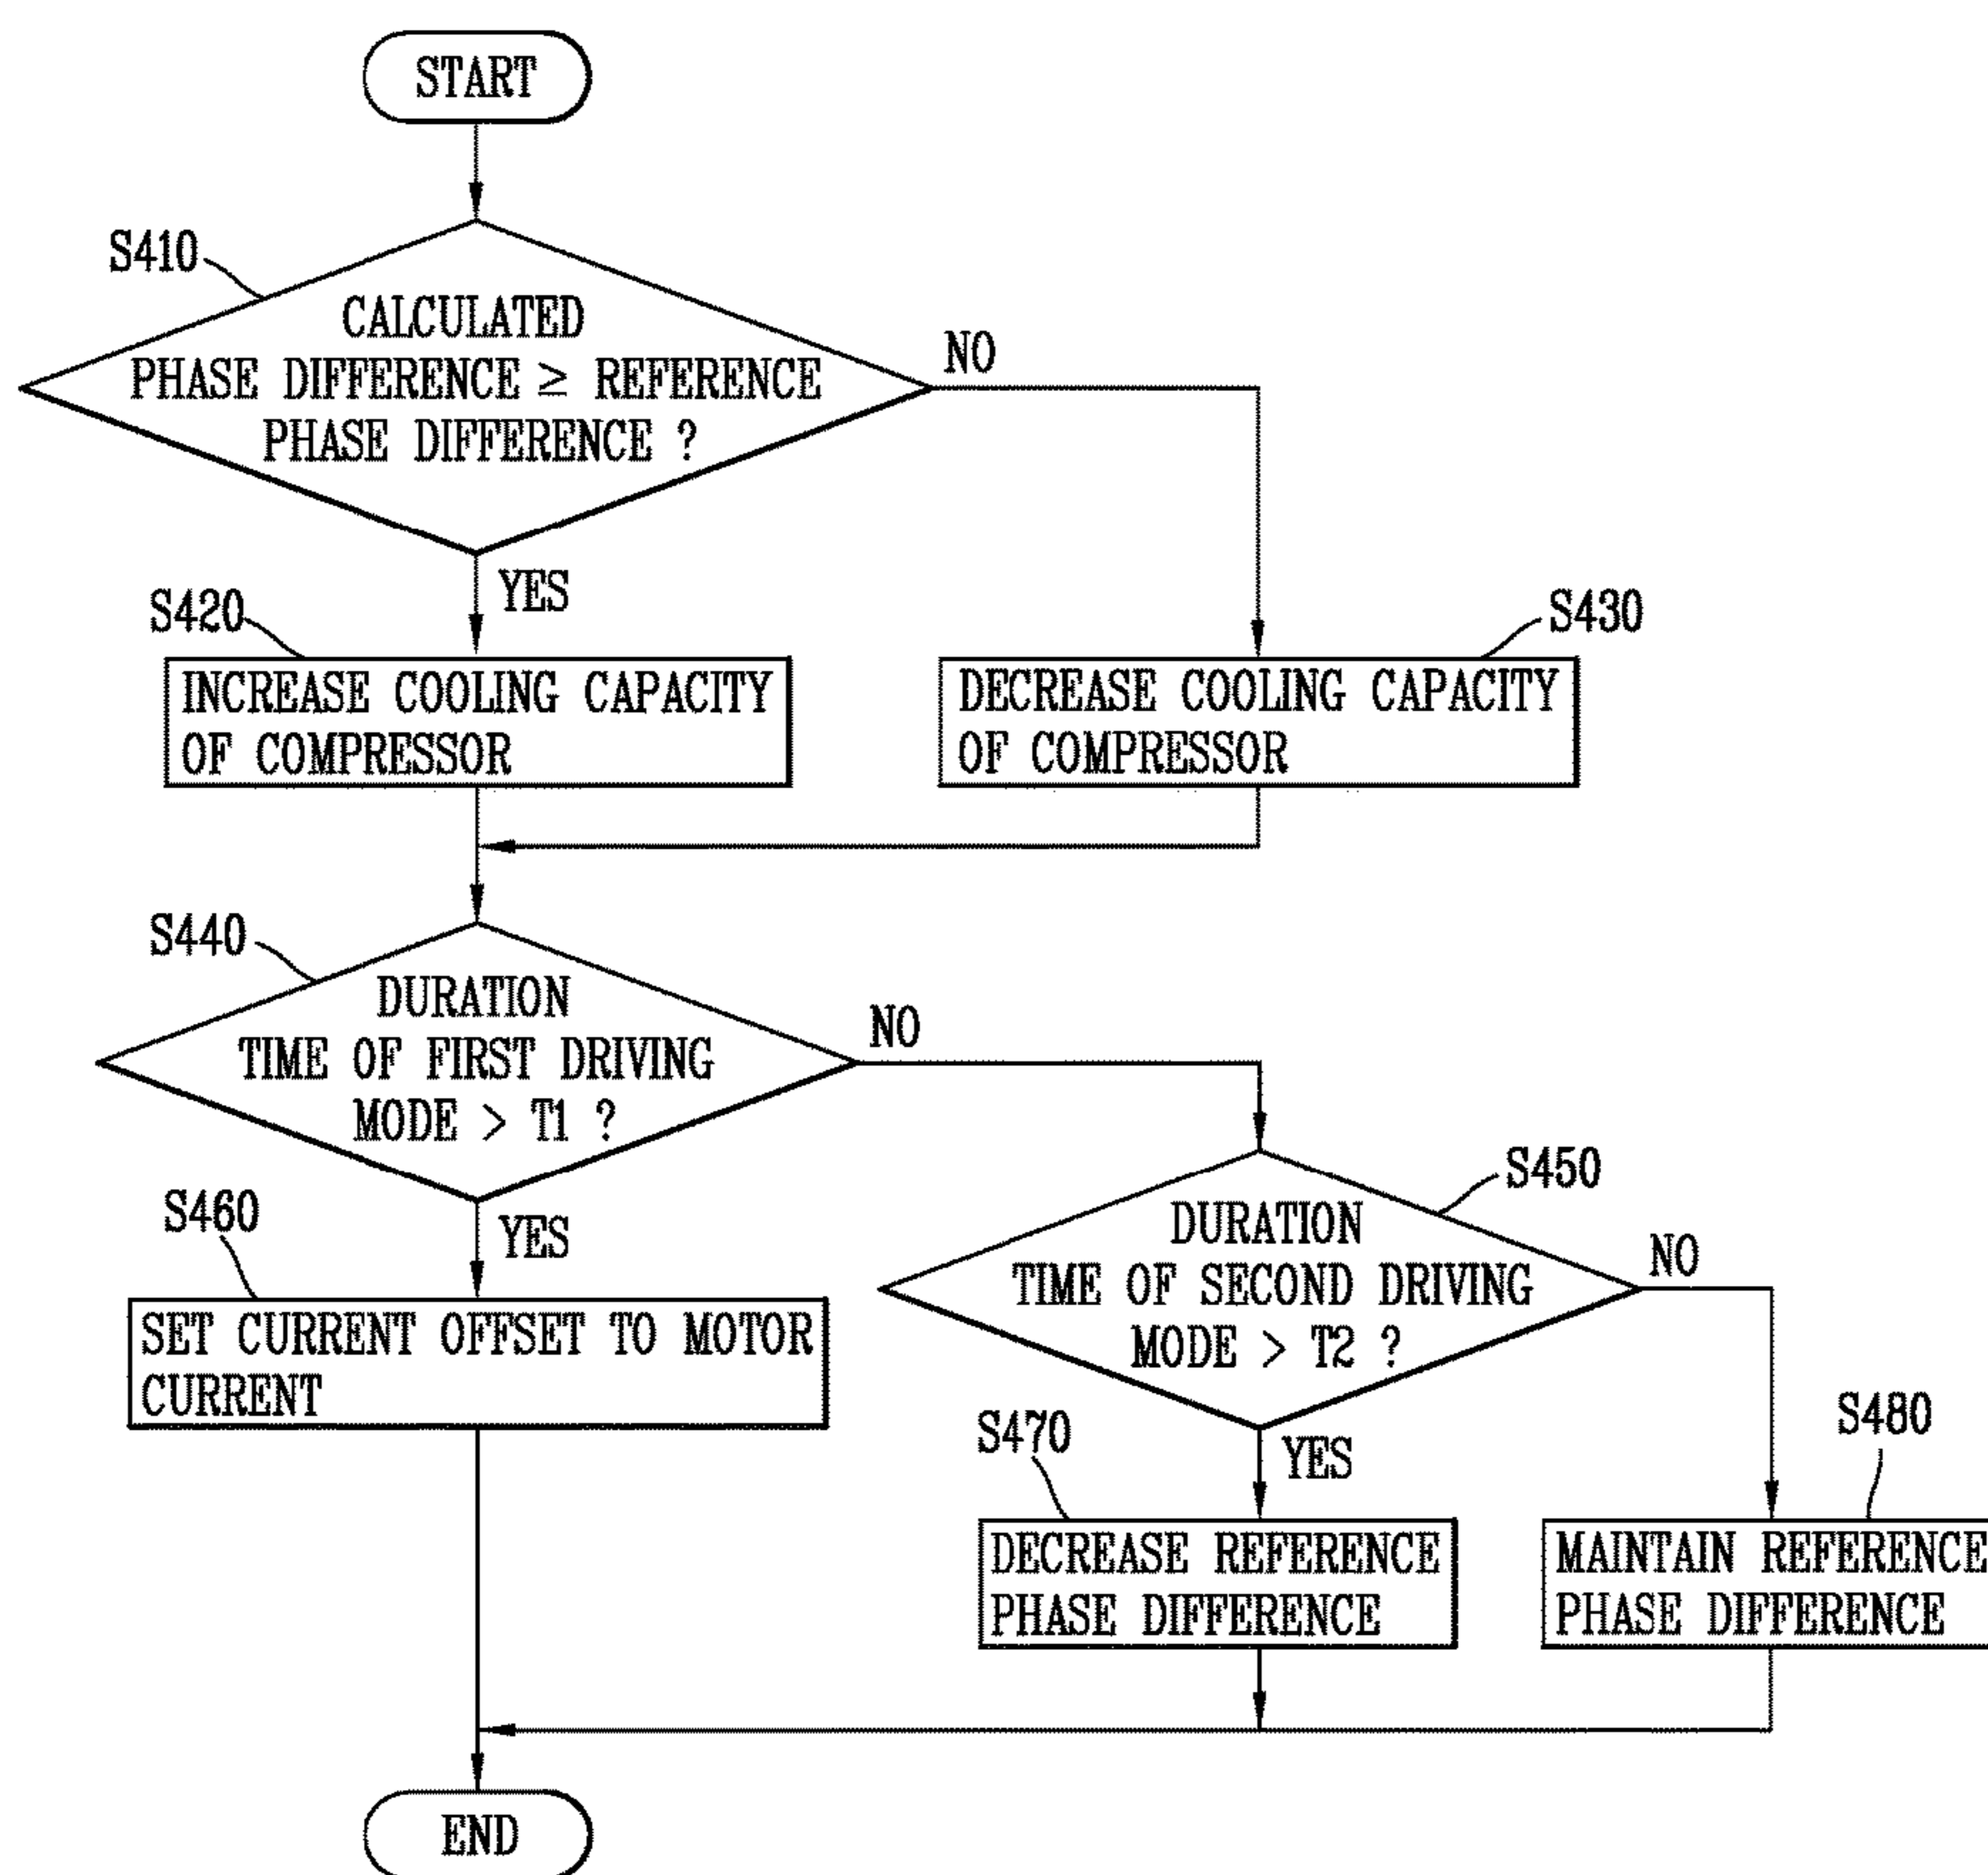 START
S410
CALCULATED
PHASE DIFFERENCE ≥ REFERENCE
PHASE DIFFERENCE ?
NO
YES
S420
INCREASE COOLING CAPACITY
OF COMPRESSOR
S430
DECREASE COOLING CAPACITY
OF COMPRESSOR
S440
DURATION
TIME OF FIRST DRIVING
MODE > T1 ?
NO
YES
S450
DURATION
TIME OF SECOND DRIVING
MODE > T2 ?
NO
YES
S460
SET CURRENT OFFSET TO MOTOR
CURRENT
S470
DECREASE REFERENCE
PHASE DIFFERENCE
S480
MAINTAIN REFERENCE
PHASE DIFFERENCE
END